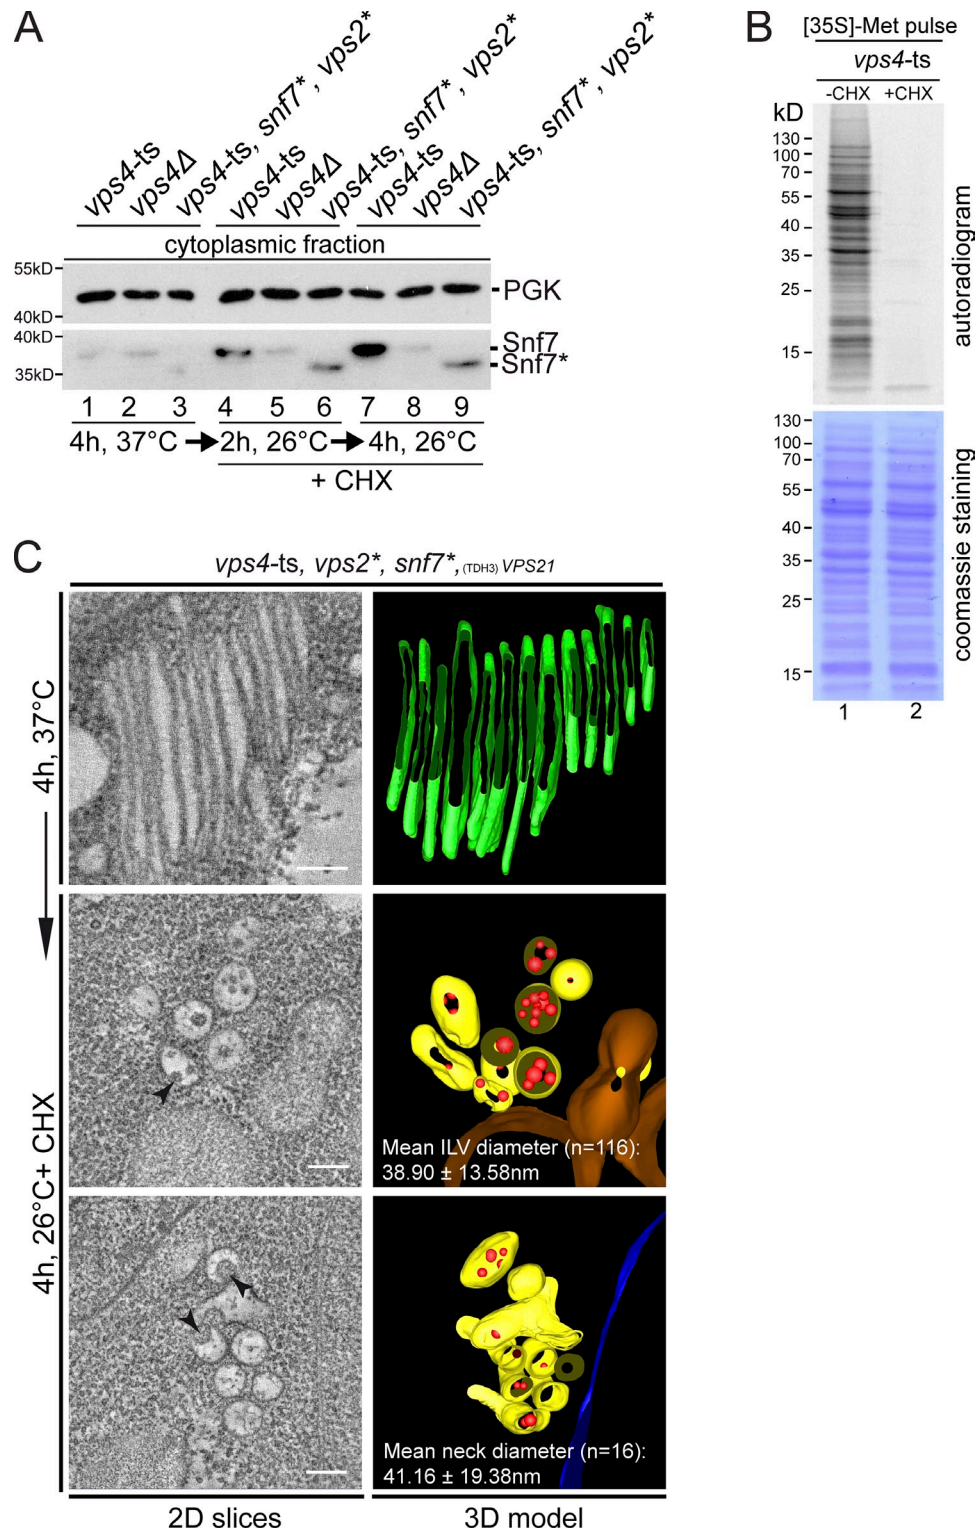 A
vps4-ts
vps4Δ
vps4-ts, snf7*, vps2*
vps4-ts
vps4Δ
vps4-ts, snf7*, vps2*
vps4-ts
vps4Δ
vps4-ts, snf7*, vps2*
cytoplasmic fraction
55kD
PGK
40kD
40kD
Snf7
Snf7*
35kD
1 2 3 4 5 6 7 8 9
4h, 37°C 2h, 26°C 4h, 26°C
+ CHX
B
[35S]-Met pulse
vps4-ts
-CHX +CHX
kD
130
100
70
55
40
35
25
15
autoradiogram
130
100
70
55
40
35
25
15
coomassie staining
1 2
C
vps4-ts, vps2*, snf7*, (TDH3) VPS21
4h, 37°C
4h, 26°C+ CHX
Mean ILV diameter (n=116):
38.90 ± 13.58nm
Mean neck diameter (n=16):
41.16 ± 19.38nm
2D slices 3D model